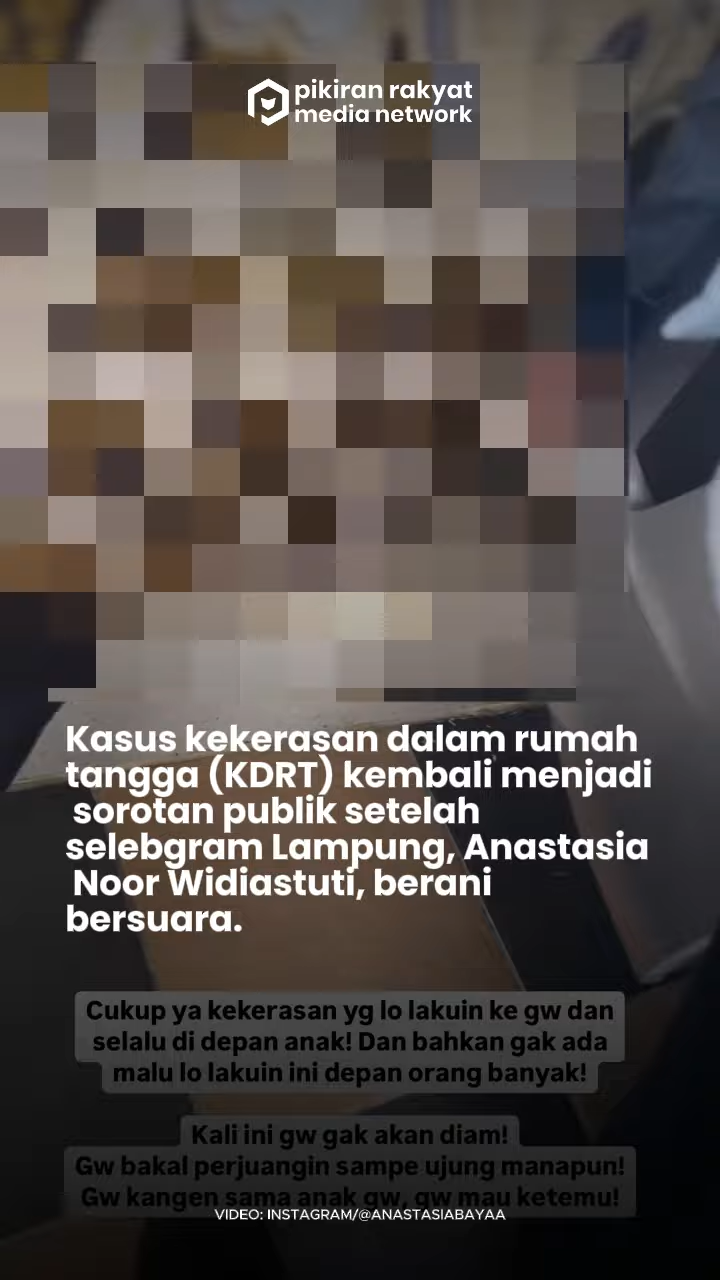 pikiran rakyat
media network
Kasus kekerasan dalam rumah
tangga (KDRT) kembali menjadi
sorotan publik setelah
selebgram Lampung, Anastasia
Noor Widiastuti, berani
bersuara.
Cukup ya kekerasan yg lo lakuin ke gw dan
selalu di depan anak! Dan bahkan gak ada
malu lo lakuin ini depan orang banyak!
Kali ini gw gak akan diam!
Gw bakal perjuangin sampe ujung manapun!
Gw kangen sama anak gw, gw mau ketemu!
VIDEO: INSTAGRAM/@ANASTASIABAYAA